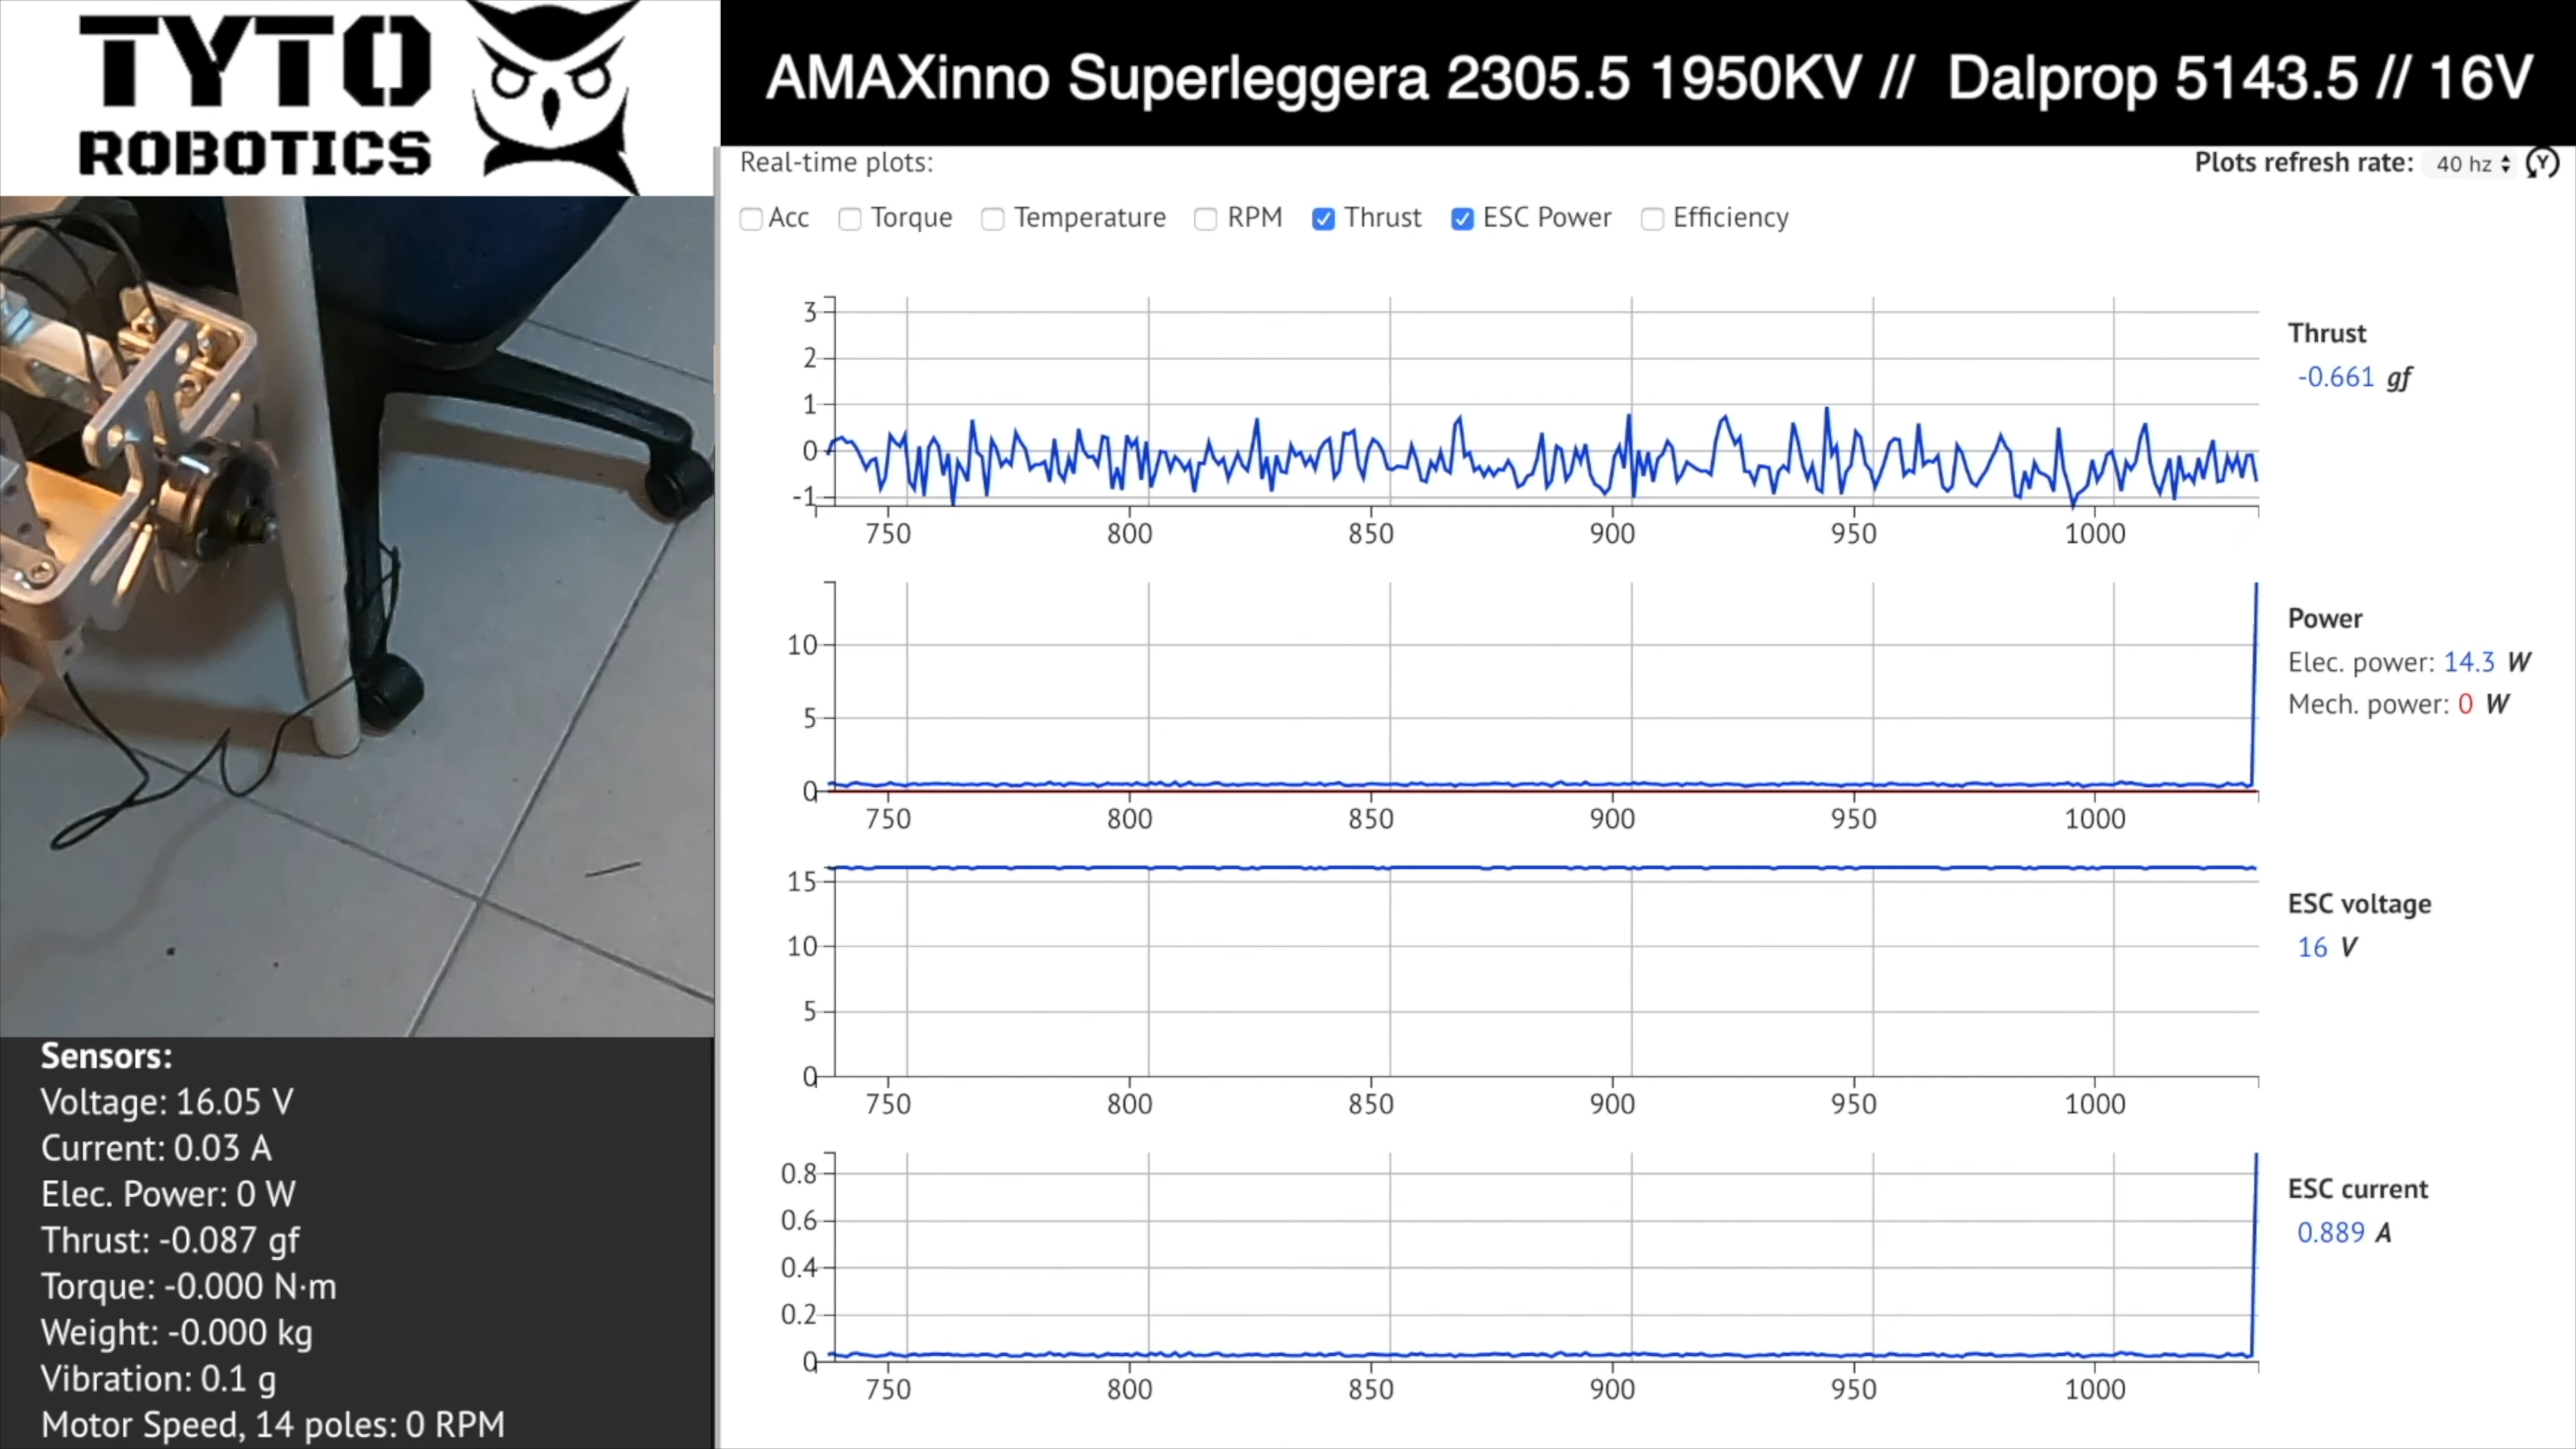 TYTO
ROBOTICS
AMAXinno Superleggera 2305.5 1950KV // Dalprop 5143.5 // 16V
Real-time plots:
Plots refresh rate: 40 hz
Y
Acc Torque Temperature RPM Thrust ESC Power Efficiency
3
2
1
0
-1
750 800 850 900 950 1000
Thrust
-0.661 gf
10
5
0
750 800 850 900 950 1000
Power
Elec. power: 14.3 W
Mech. power: 0 W
15
10
5
0
750 800 850 900 950 1000
ESC voltage
16 V
0.8
0.6
0.4
0.2
0
750 800 850 900 950 1000
ESC current
0.889 A
Sensors:
Voltage: 16.05 V
Current: 0.03 A
Elec. Power: 0 W
Thrust: -0.087 gf
Torque: -0.000 N·m
Weight: -0.000 kg
Vibration: 0.1 g
Motor Speed, 14 poles: 0 RPM